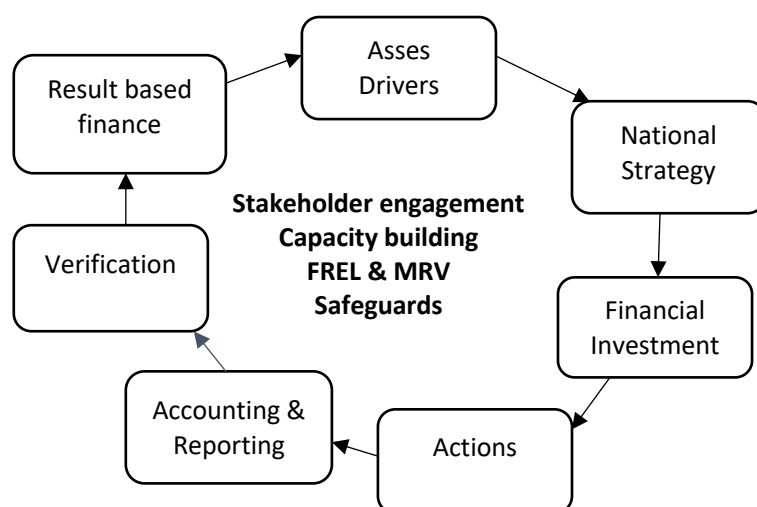 Asses
Drivers
National
Strategy
Financial
Investment
Actions
Accounting &
Reporting
Verification
Result based
finance
Stakeholder engagement
Capacity building
FREL & MRV
Safeguards